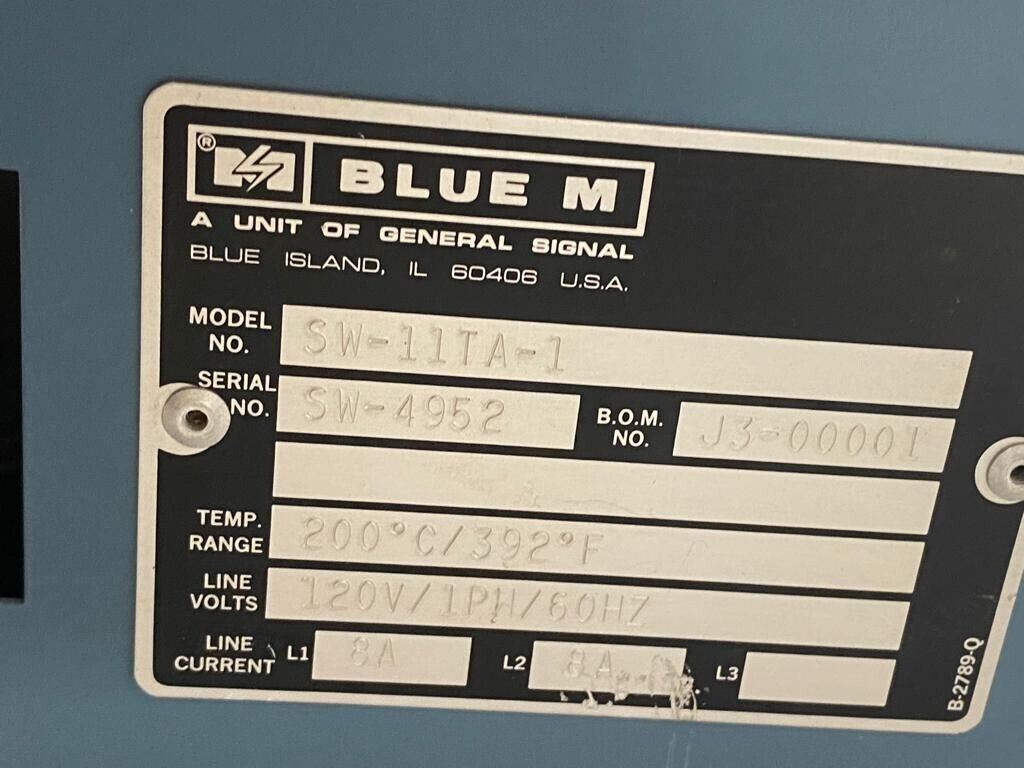 ® BLUE M
A UNIT OF GENERAL SIGNAL
BLUE ISLAND, IL 60406 U.S.A.
MODEL NO. SW-11TA-1
SERIAL NO. SW-4952 B.O.M. NO. J3-00001
TEMP. RANGE 200°C/392°F
LINE VOLTS 120V/1PH/60HZ
LINE CURRENT L1 8A L2 8A L3
B-2789-Q